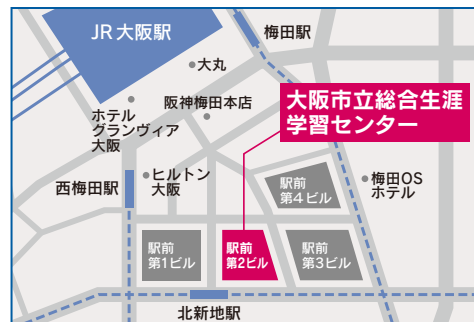 JR大阪駅
梅田駅
大丸
阪神梅田本店
ホテル
グランヴィア
大阪
大阪市立総合生涯
学習センター
西梅田駅
ヒルトン
大阪
駅前
第4ビル
梅田OS
ホテル
駅前
第1ビル
駅前
第2ビル
駅前
第3ビル
北新地駅